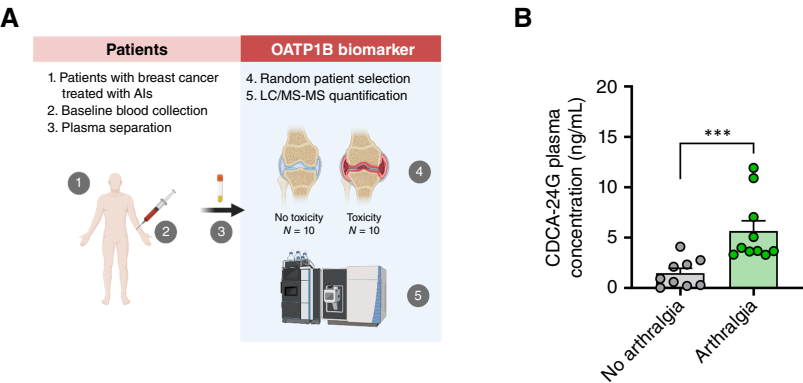 A
Patients
OATP1B biomarker
1. Patients with breast cancer
treated with AIs
2. Baseline blood collection
3. Plasma separation
4. Random patient selection
5. LC/MS-MS quantification
1
2
3
4
No toxicity
N = 10
Toxicity
N = 10
5
B
CDCA-24G plasma
concentration (ng/mL)
20
15
10
5
0
***
No arthralgia
Arthralgia